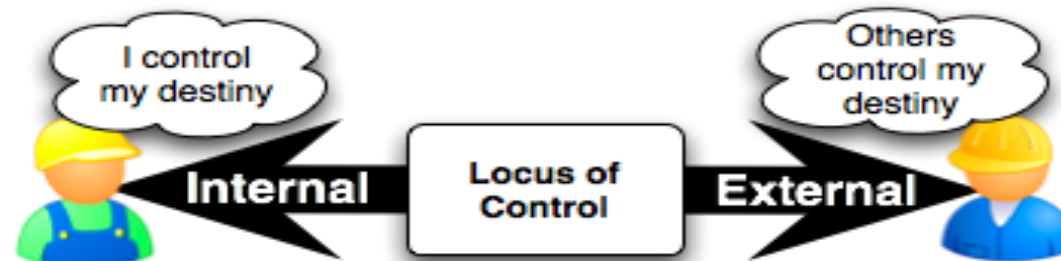 I control
my destiny
Others
control my
destiny
Internal
Locus of
Control
External